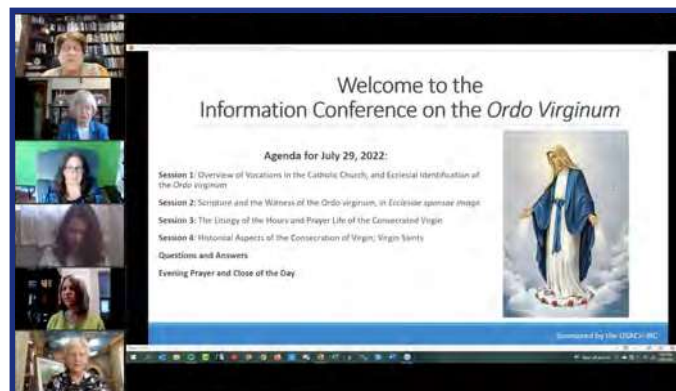 Welcome to the
Information Conference on the Ordo Virginum
Agenda for July 29, 2022:
Session 1: Overview of Vocations in the Catholic Church, and Ecclesial Identification of
the Ordo virginum
Session 2: Scripture and the Witness of the Ordo virginum, in Ecclesiae sponsae imago
Session 3: The Liturgy of the Hours and Prayer Life of the Consecrated Virgin
Session 4: Historical Aspects of the Consecration of Virgin; Virgin Saints
Questions and Answers
Evening Prayer and Close of the Day
Sponsored by the USACV-IRC